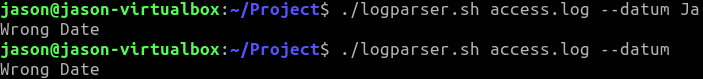 jason@jason-virtualbox:~/Project$ ./logparser.sh access.log --datum Ja
Wrong Date
jason@jason-virtualbox:~/Project$ ./logparser.sh access.log --datum
Wrong Date